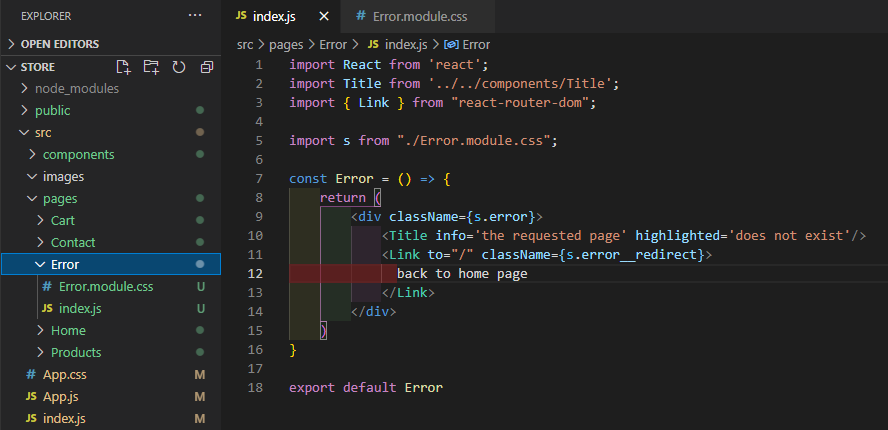 EXPLORER
OPEN EDITORS
STORE
node_modules
public
src
components
images
pages
Cart
Contact
Error
# Error.module.css U
JS index.js U
Home
Products
# App.css M
JS App.js M
JS index.js M
JS index.js
# Error.module.css
src > pages > Error > JS index.js > Error
1 import React from 'react';
2 import Title from '../../components/Title';
3 import { Link } from "react-router-dom";
4
5 import s from "./Error.module.css";
6
7 const Error = () => {
8 return (
9 <div className={s.error}>
10 <Title info='the requested page' highlighted='does not exist'/>
11 <Link to="/" className={s.error__redirect}>
12 back to home page
13 </Link>
14 </div>
15 )
16 }
17
18 export default Error